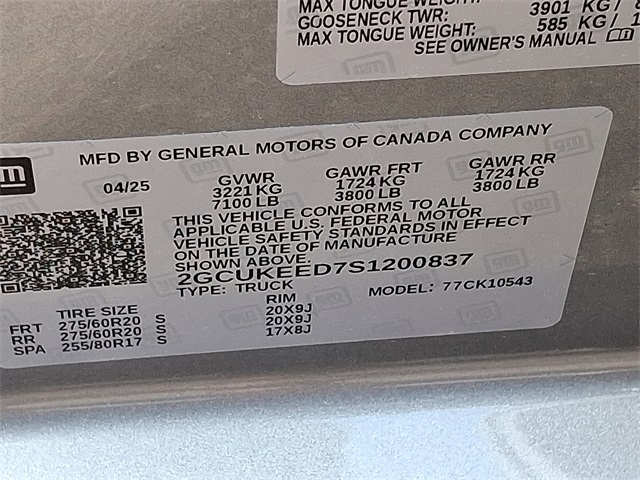 MAX TONGUE WEIGHT:
GOOSENECK TWR: 3901 KG/
MAX TONGUE WEIGHT: 585 KG/ 1
SEE OWNER'S MANUAL
gm
MFD BY GENERAL MOTORS OF CANADA COMPANY
04/25 GVWR GAWR FRT GAWR RR
3221 KG 1724 KG 1724 KG
7100 LB 3800 LB 3800 LB
THIS VEHICLE CONFORMS TO ALL
APPLICABLE U.S. FEDERAL MOTOR
VEHICLE SAFETY STANDARDS IN EFFECT
ON THE DATE OF MANUFACTURE
SHOWN ABOVE.
2GCUKEED7S1200837
TYPE: TRUCK MODEL: 77CK10543
TIRE SIZE RIM
FRT 275/60R20 S 20X9J
RR 275/60R20 S 20X9J
SPA 255/80R17 S 17X8J